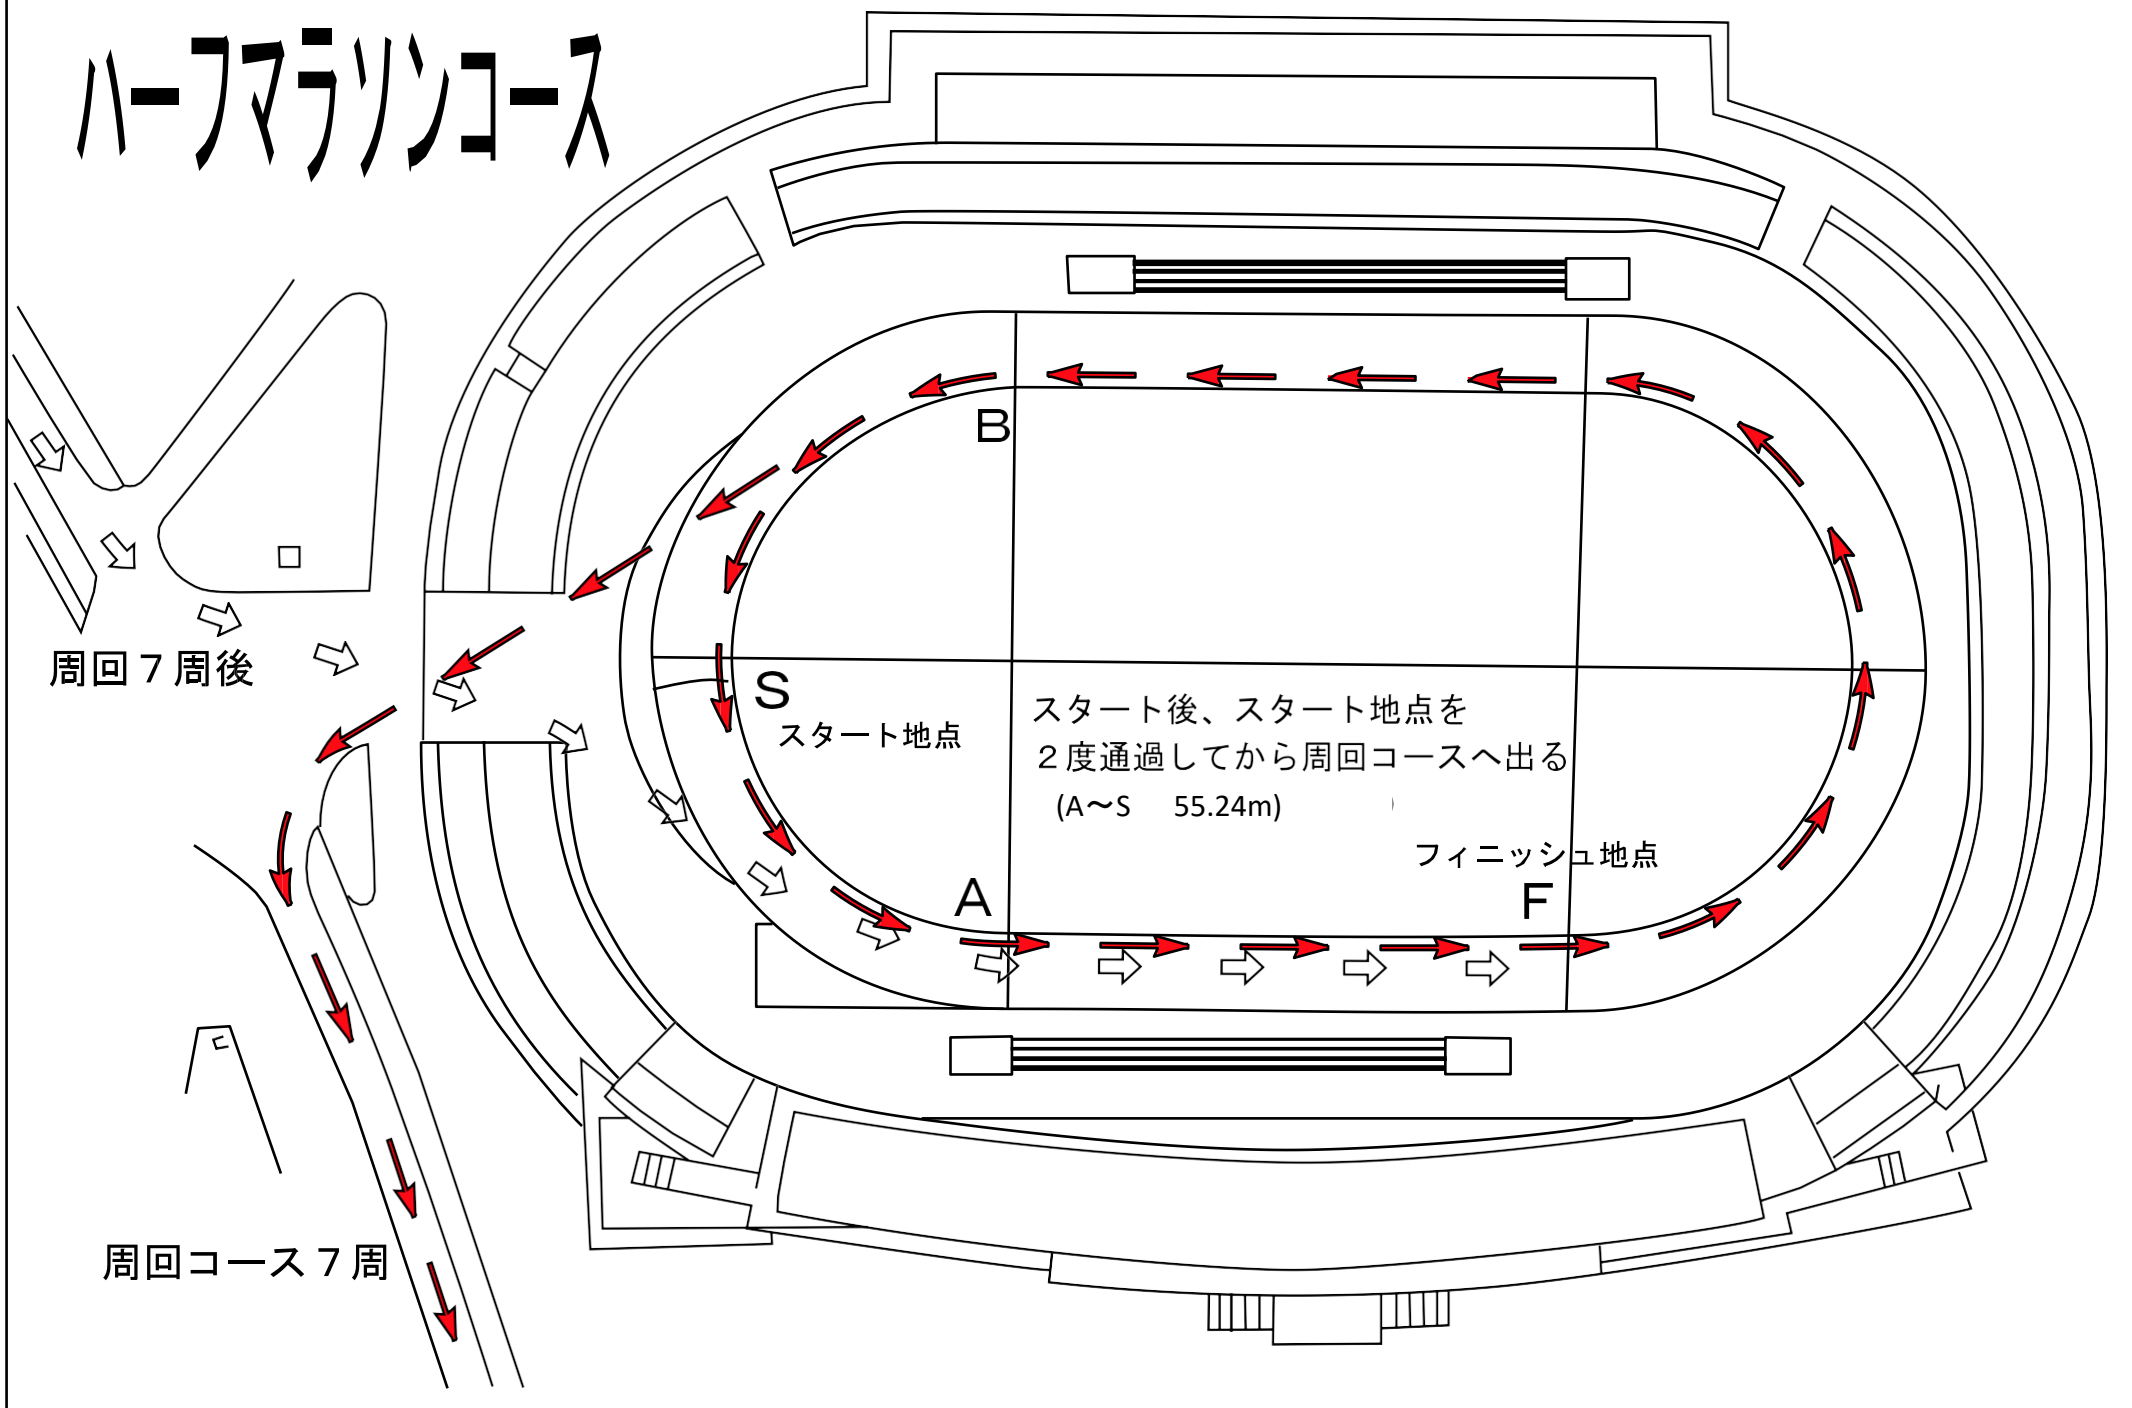 ハーフマラソンコース
B
周回７周後
S
スタート地点
スタート後、スタート地点を
２度通過してから周回コースへ出る
(A～S 55.24m)
）
フィニッシュ地点
A
F
周回コース７周